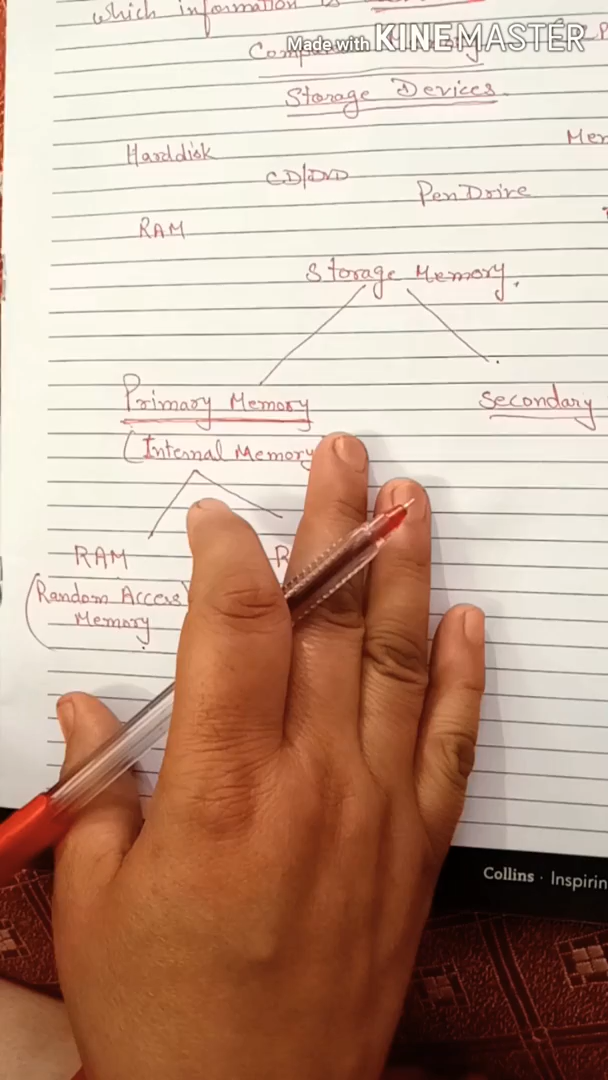 which information is
Made with KINEMASTER
Storage Devices.
Harddisk
CD/DVD
PenDrive
RAM
Storage Memory.
Primary Memory
Secondary
(Internal Memory
RAM
(Random Access
Memory
Collins · Inspirin